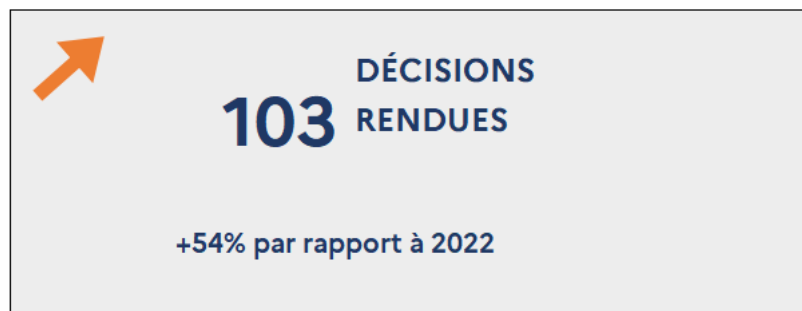 DÉCISIONS
103 RENDUES
+54% par rapport à 2022